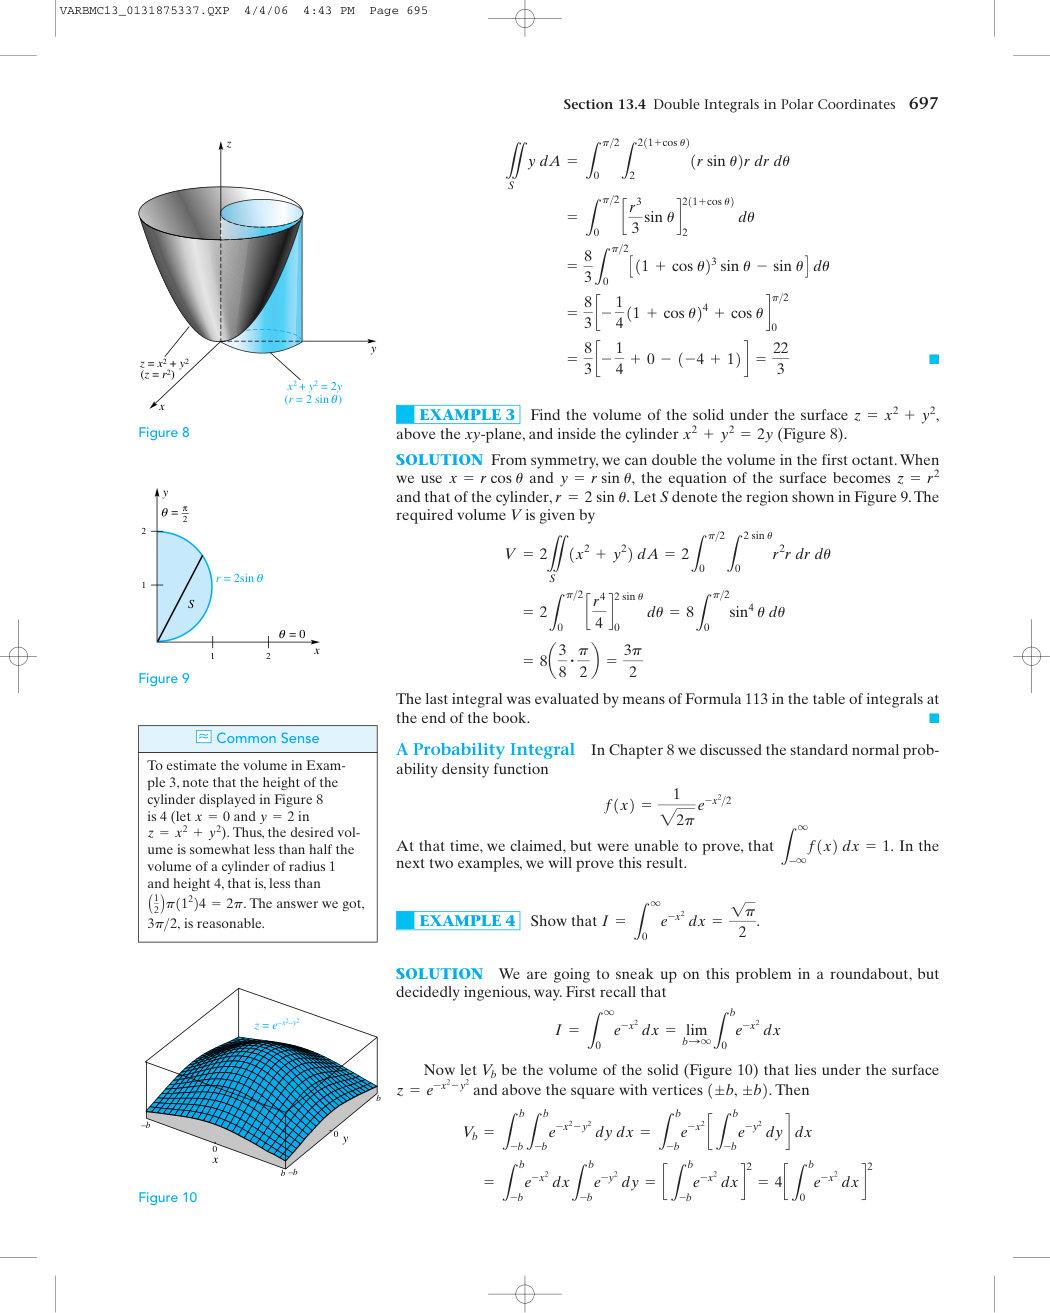 VARBMC13_0131875337.QXP 4/4/06 4:43 PM Page 695
Section 13.4 Double Integrals in Polar Coordinates 697
z
y
x
z = x² + y²
(z = r²)
x² + y² = 2y
(r = 2 sin θ)
Figure 8
∬_S y dA = ∫_0^{π/2} ∫_2^{2(1+cos θ)} (r sin θ)r dr dθ
= ∫_0^{π/2} [r³/3 sin θ]_2^{2(1+cos θ)} dθ
= 8/3 ∫_0^{π/2} [(1 + cos θ)³ sin θ − sin θ] dθ
= 8/3 [−1/4 (1 + cos θ)⁴ + cos θ]_0^{π/2}
= 8/3 [−1/4 + 0 − (−4 + 1)] = 22/3
EXAMPLE 3 Find the volume of the solid under the surface z = x² + y²,
above the xy-plane, and inside the cylinder x² + y² = 2y (Figure 8).
SOLUTION From symmetry, we can double the volume in the first octant. When
we use x = r cos θ and y = r sin θ, the equation of the surface becomes z = r²
and that of the cylinder, r = 2 sin θ. Let S denote the region shown in Figure 9. The
required volume V is given by
V = 2 ∬_S (x² + y²) dA = 2 ∫_0^{π/2} ∫_0^{2 sin θ} r²r dr dθ
= 2 ∫_0^{π/2} [r⁴/4]_0^{2 sin θ} dθ = 8 ∫_0^{π/2} sin⁴ θ dθ
= 8(3/8 · π/2) = 3π/2
The last integral was evaluated by means of Formula 113 in the table of integrals at
the end of the book.
y
θ = π/2
2
1
r = 2sin θ
S
θ = 0
1
2
x
Figure 9
Common Sense
To estimate the volume in Exam-
ple 3, note that the height of the
cylinder displayed in Figure 8
is 4 (let x = 0 and y = 2 in
z = x² + y²). Thus, the desired vol-
ume is somewhat less than half the
volume of a cylinder of radius 1
and height 4, that is, less than
(1/2)π(1²)4 = 2π. The answer we got,
3π/2, is reasonable.
A Probability Integral In Chapter 8 we discussed the standard normal prob-
ability density function
f(x) = 1/√(2π) e^{−x²/2}
At that time, we claimed, but were unable to prove, that ∫_{−∞}^{∞} f(x) dx = 1. In the
next two examples, we will prove this result.
EXAMPLE 4 Show that I = ∫_0^∞ e^{−x²} dx = √π/2.
SOLUTION We are going to sneak up on this problem in a roundabout, but
decidedly ingenious, way. First recall that
I = ∫_0^∞ e^{−x²} dx = lim_{b→∞} ∫_0^b e^{−x²} dx
Now let V_b be the volume of the solid (Figure 10) that lies under the surface
z = e^{−x²−y²} and above the square with vertices (±b, ±b). Then
V_b = ∫_{−b}^b ∫_{−b}^b e^{−x²−y²} dy dx = ∫_{−b}^b e^{−x²} [∫_{−b}^b e^{−y²} dy] dx
= ∫_{−b}^b e^{−x²} dx ∫_{−b}^b e^{−y²} dy = [∫_{−b}^b e^{−x²} dx]² = 4[∫_0^b e^{−x²} dx]²
z = e^{−x²−y²}
b
−b
0
y
0
x
b
−b
Figure 10